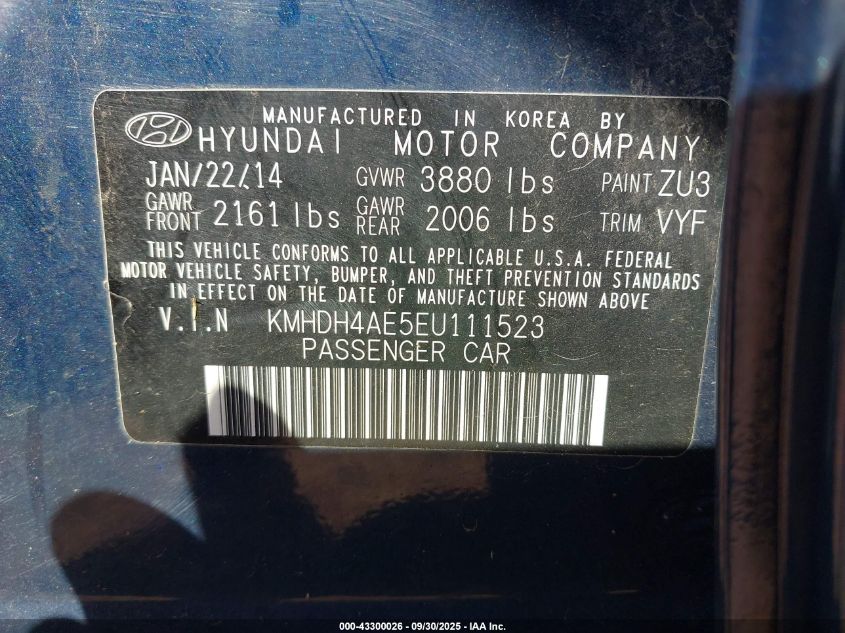 MANUFACTURED IN KOREA BY
HYUNDAI MOTOR COMPANY
JAN/22/14 GVWR 3880 lbs PAINT ZU3
GAWR FRONT 2161 lbs GAWR REAR 2006 lbs TRIM VYF
THIS VEHICLE CONFORMS TO ALL APPLICABLE U.S.A. FEDERAL
MOTOR VEHICLE SAFETY, BUMPER, AND THEFT PREVENTION STANDARDS
IN EFFECT ON THE DATE OF MANUFACTURE SHOWN ABOVE
V.I.N KMHDH4AE5EU111523
PASSENGER CAR
000-43300026 - 09/30/2025 - IAA Inc.